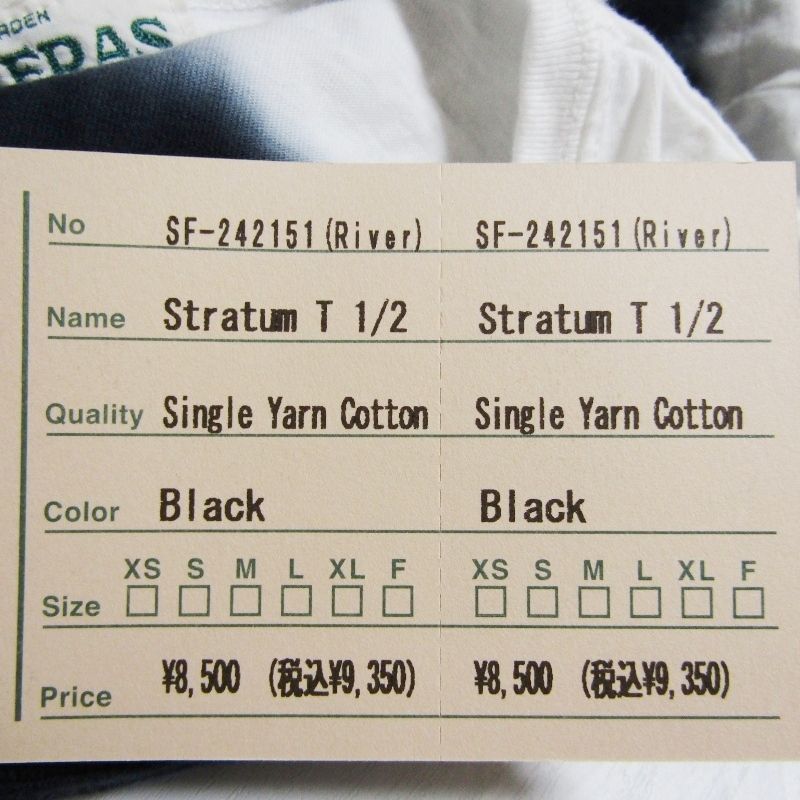 No SF-242151(River) SF-242151(River)
Name Stratum T 1/2 Stratum T 1/2
Quality Single Yarn Cotton Single Yarn Cotton
Color Black Black
XS S M L XL F XS S M L XL F
Size
Price ¥8,500 (税込¥9,350) ¥8,500 (税込¥9,350)